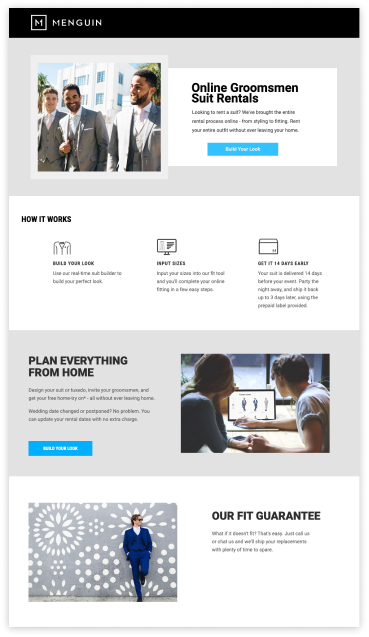 M MENGUIN
Online Groomsmen
Suit Rentals
Looking to rent a suit? We've brought the entire
rental process online - from styling to fitting. Rent
your entire outfit without ever leaving your home.
Build Your Look
HOW IT WORKS
BUILD YOUR LOOK
Use our real-time suit builder to
build your perfect look.
INPUT SIZES
Input your sizes into our fit tool
and you'll complete your online
fitting in a few easy steps.
GET IT 14 DAYS EARLY
Your suit is delivered 14 days
before your event. Party the
night away, and ship it back
up to 3 days later, using the
prepaid label provided.
PLAN EVERYTHING
FROM HOME
Design your suit or tuxedo, invite your groomsmen, and
get your free home try-on* - all without ever leaving home.
Wedding date changed or postponed? No problem. You
can update your rental dates with no extra charge.
BUILD YOUR LOOK
OUR FIT GUARANTEE
What if it doesn't fit? That's easy. Just call us
or chat us and we'll ship your replacements
with plenty of time to spare.